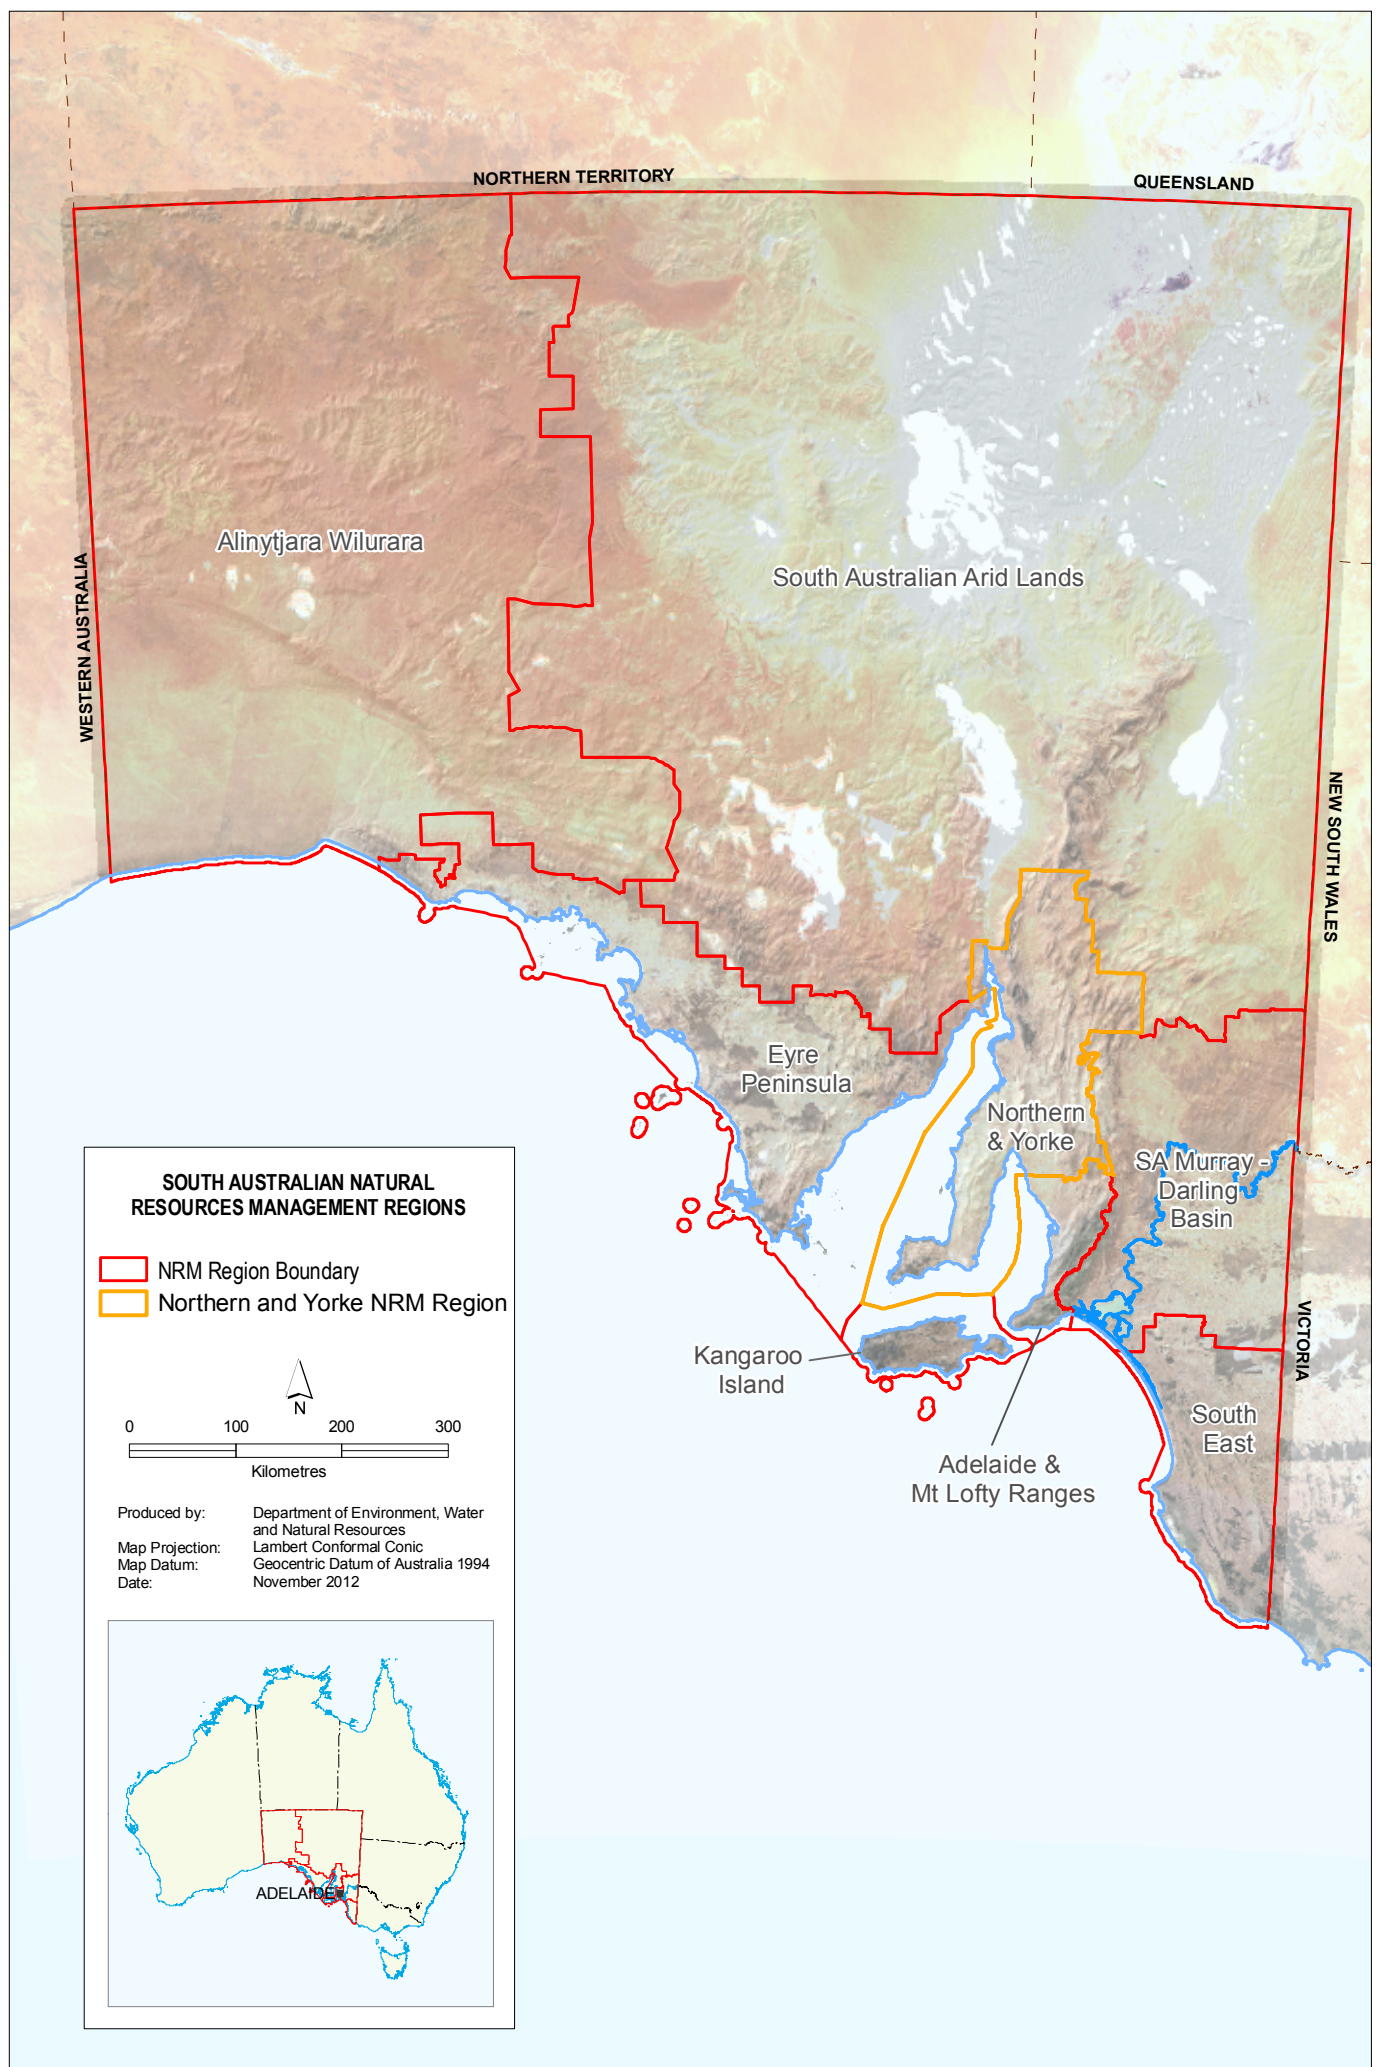 NORTHERN TERRITORY
QUEENSLAND
WESTERN AUSTRALIA
Alinytjara Wilurara
South Australian Arid Lands
NEW SOUTH WALES
Eyre
Peninsula
Northern
& Yorke
SA Murray -
Darling
Basin
VICTORIA
Kangaroo
Island
South
East
Adelaide &
Mt Lofty Ranges
SOUTH AUSTRALIAN NATURAL
RESOURCES MANAGEMENT REGIONS
NRM Region Boundary
Northern and Yorke NRM Region
N
0 100 200 300
Kilometres
Produced by: Department of Environment, Water
and Natural Resources
Map Projection: Lambert Conformal Conic
Map Datum: Geocentric Datum of Australia 1994
Date: November 2012
ADELAIDE